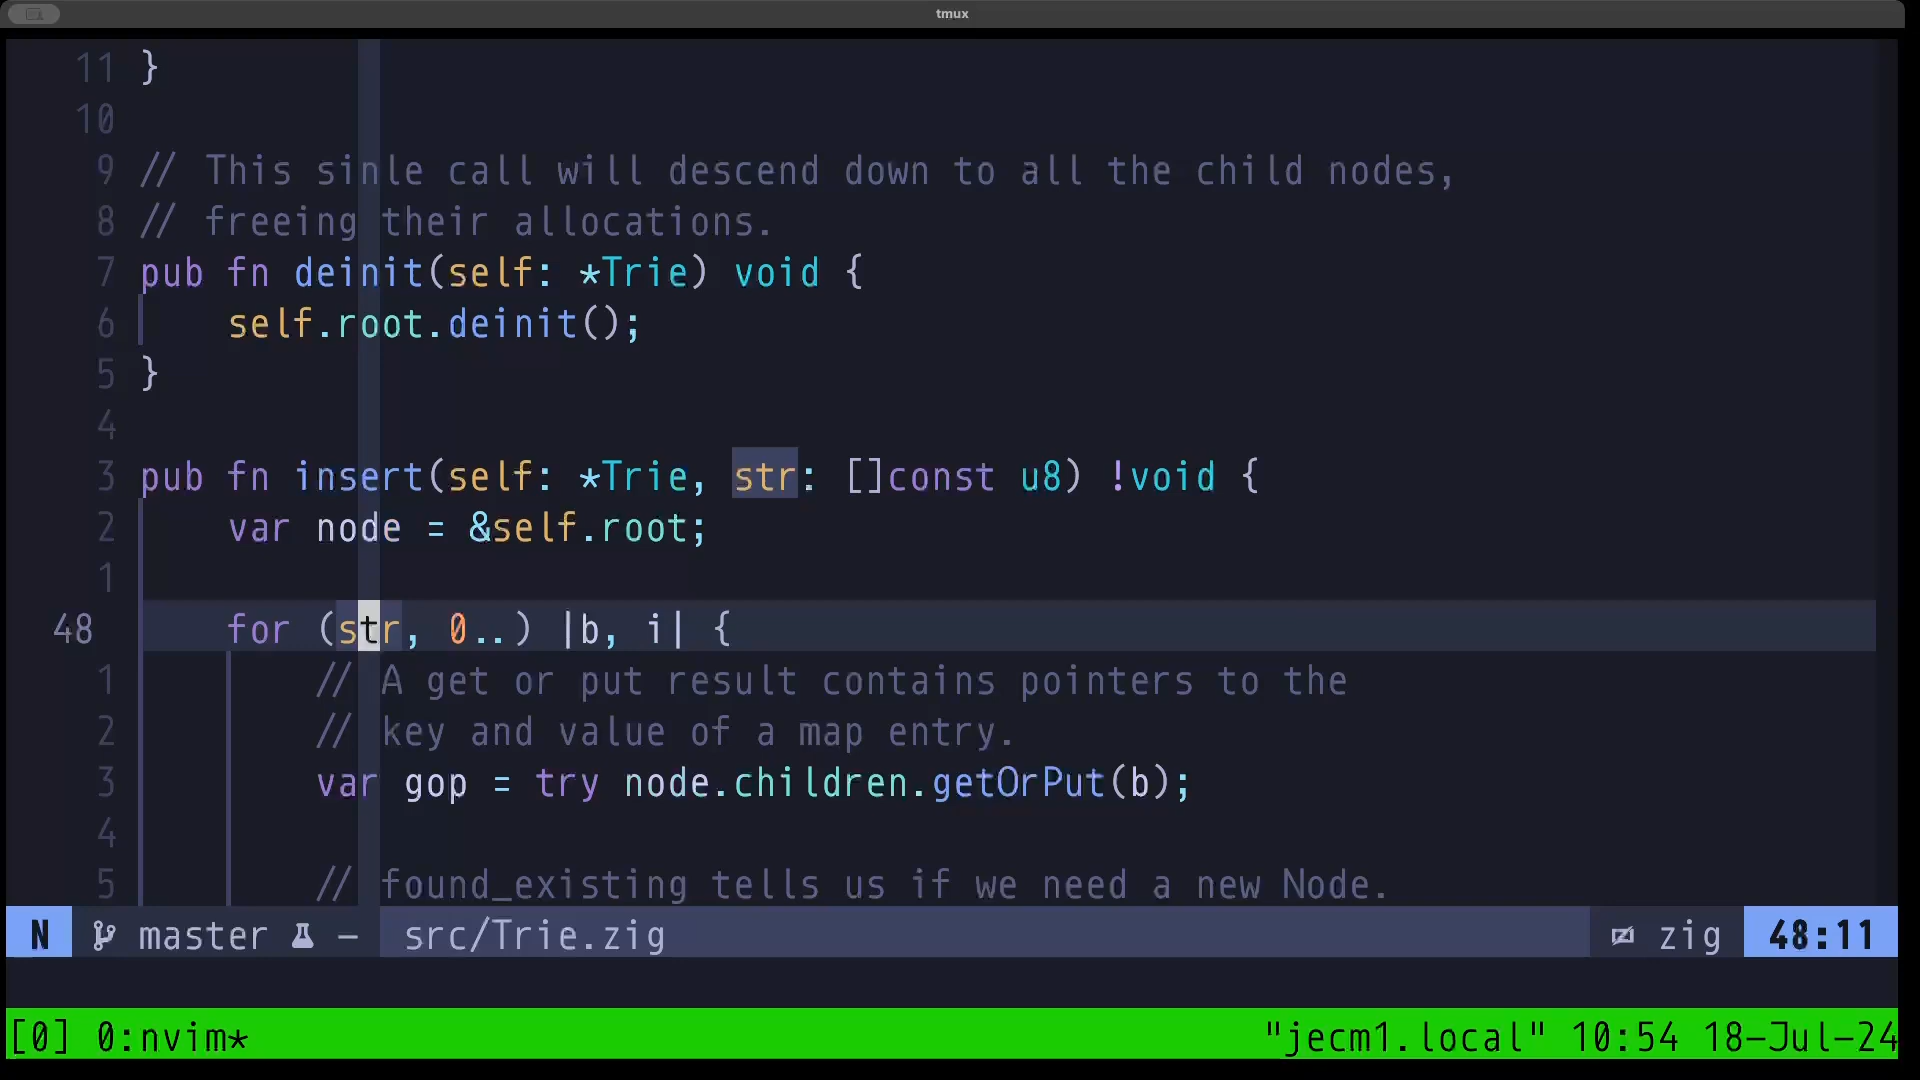 tmux
11 }
10
9 // This sinle call will descend down to all the child nodes,
8 // freeing their allocations.
7 pub fn deinit(self: *Trie) void {
6     self.root.deinit();
5 }
4
3 pub fn insert(self: *Trie, str: []const u8) !void {
2     var node = &self.root;
1
48     for (str, 0..) |b, i| {
1         // A get or put result contains pointers to the
2         // key and value of a map entry.
3         var gop = try node.children.getOrPut(b);
4
5         // found_existing tells us if we need a new Node.
N master – src/Trie.zig zig 48:11
[0] 0:nvim* "jecm1.local" 10:54 18-Jul-24